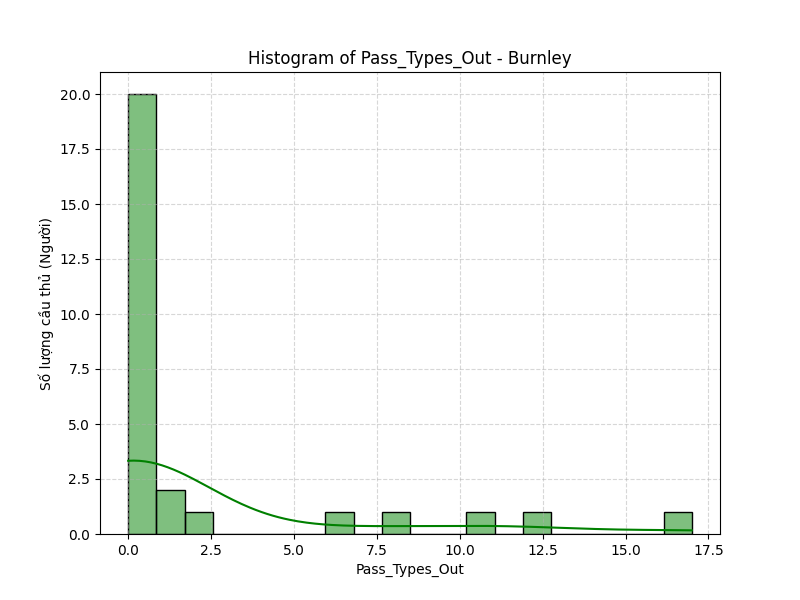 Histogram of Pass_Types_Out - Burnley
Số lượng cầu thủ (Người)
20.0
17.5
15.0
12.5
10.0
7.5
5.0
2.5
0.0
0.0 2.5 5.0 7.5 10.0 12.5 15.0 17.5
Pass_Types_Out